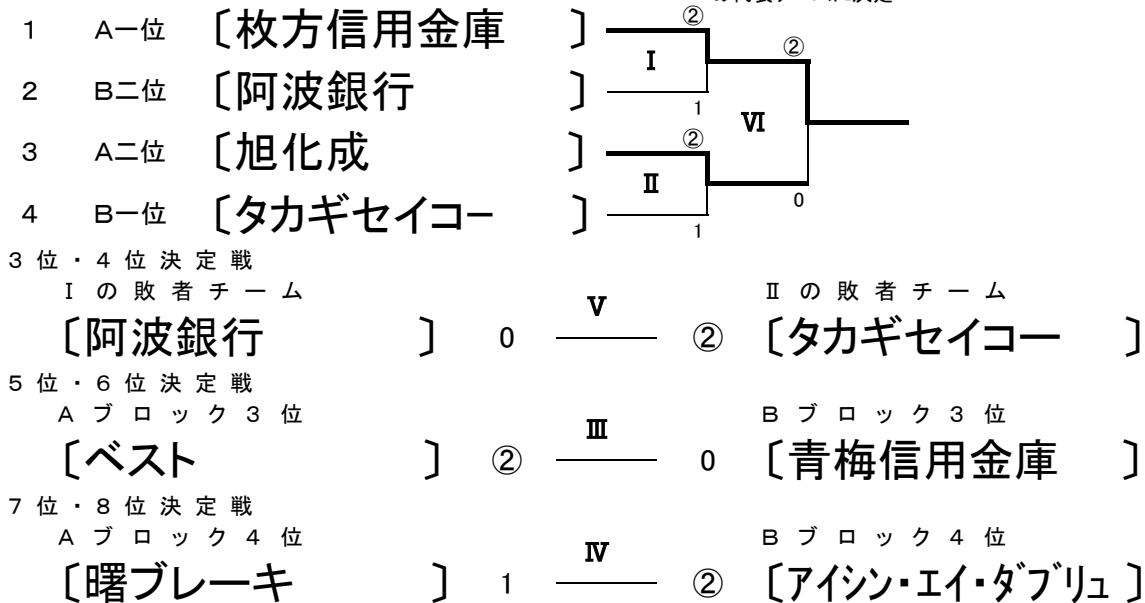 ②
1 A一位 〔枚方信用金庫 〕
②
Ⅰ
2 B二位 〔阿波銀行 〕
1
Ⅵ
②
3 A二位 〔旭化成 〕
Ⅱ
0
4 B一位 〔タカギセイコー 〕
1
3位・4位決定戦
Ⅰの敗者チーム Ⅴ Ⅱの敗者チーム
〔阿波銀行 〕 0 ② 〔タカギセイコー 〕
5位・6位決定戦
Aブロック3位 Ⅲ Bブロック3位
〔ベスト 〕 ② 0 〔青梅信用金庫 〕
7位・8位決定戦
Aブロック4位 Ⅳ Bブロック4位
〔曙ブレーキ 〕 1 ② 〔アイシン・エイ・ダブリュ 〕